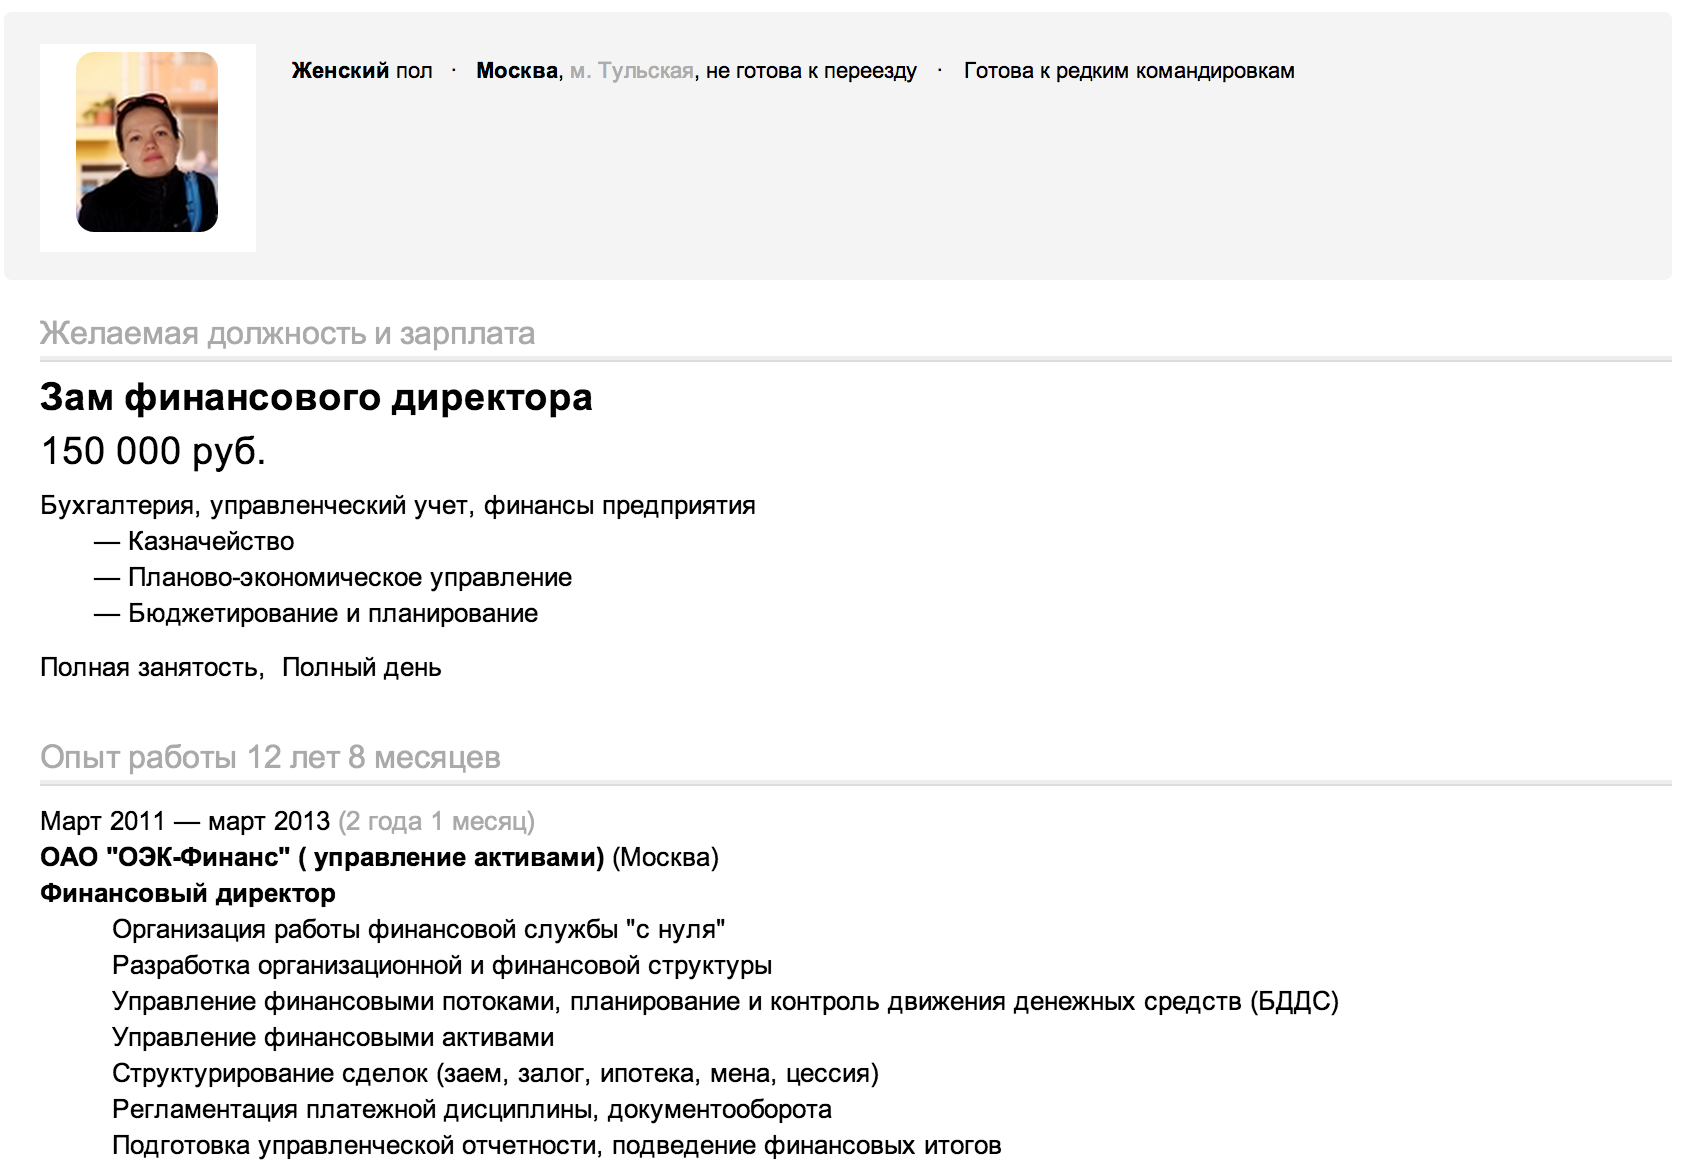 Женский пол · Москва, м. Тульская, не готова к переезду · Готова к редким командировкам
Желаемая должность и зарплата
Зам финансового директора
150 000 руб.
Бухгалтерия, управленческий учет, финансы предприятия
— Казначейство
— Планово-экономическое управление
— Бюджетирование и планирование
Полная занятость, Полный день
Опыт работы 12 лет 8 месяцев
Март 2011 — март 2013 (2 года 1 месяц)
ОАО "ОЭК-Финанс" ( управление активами) (Москва)
Финансовый директор
Организация работы финансовой службы "с нуля"
Разработка организационной и финансовой структуры
Управление финансовыми потоками, планирование и контроль движения денежных средств (БДДС)
Управление финансовыми активами
Структурирование сделок (заем, залог, ипотека, мена, цессия)
Регламентация платежной дисциплины, документооборота
Подготовка управленческой отчетности, подведение финансовых итогов